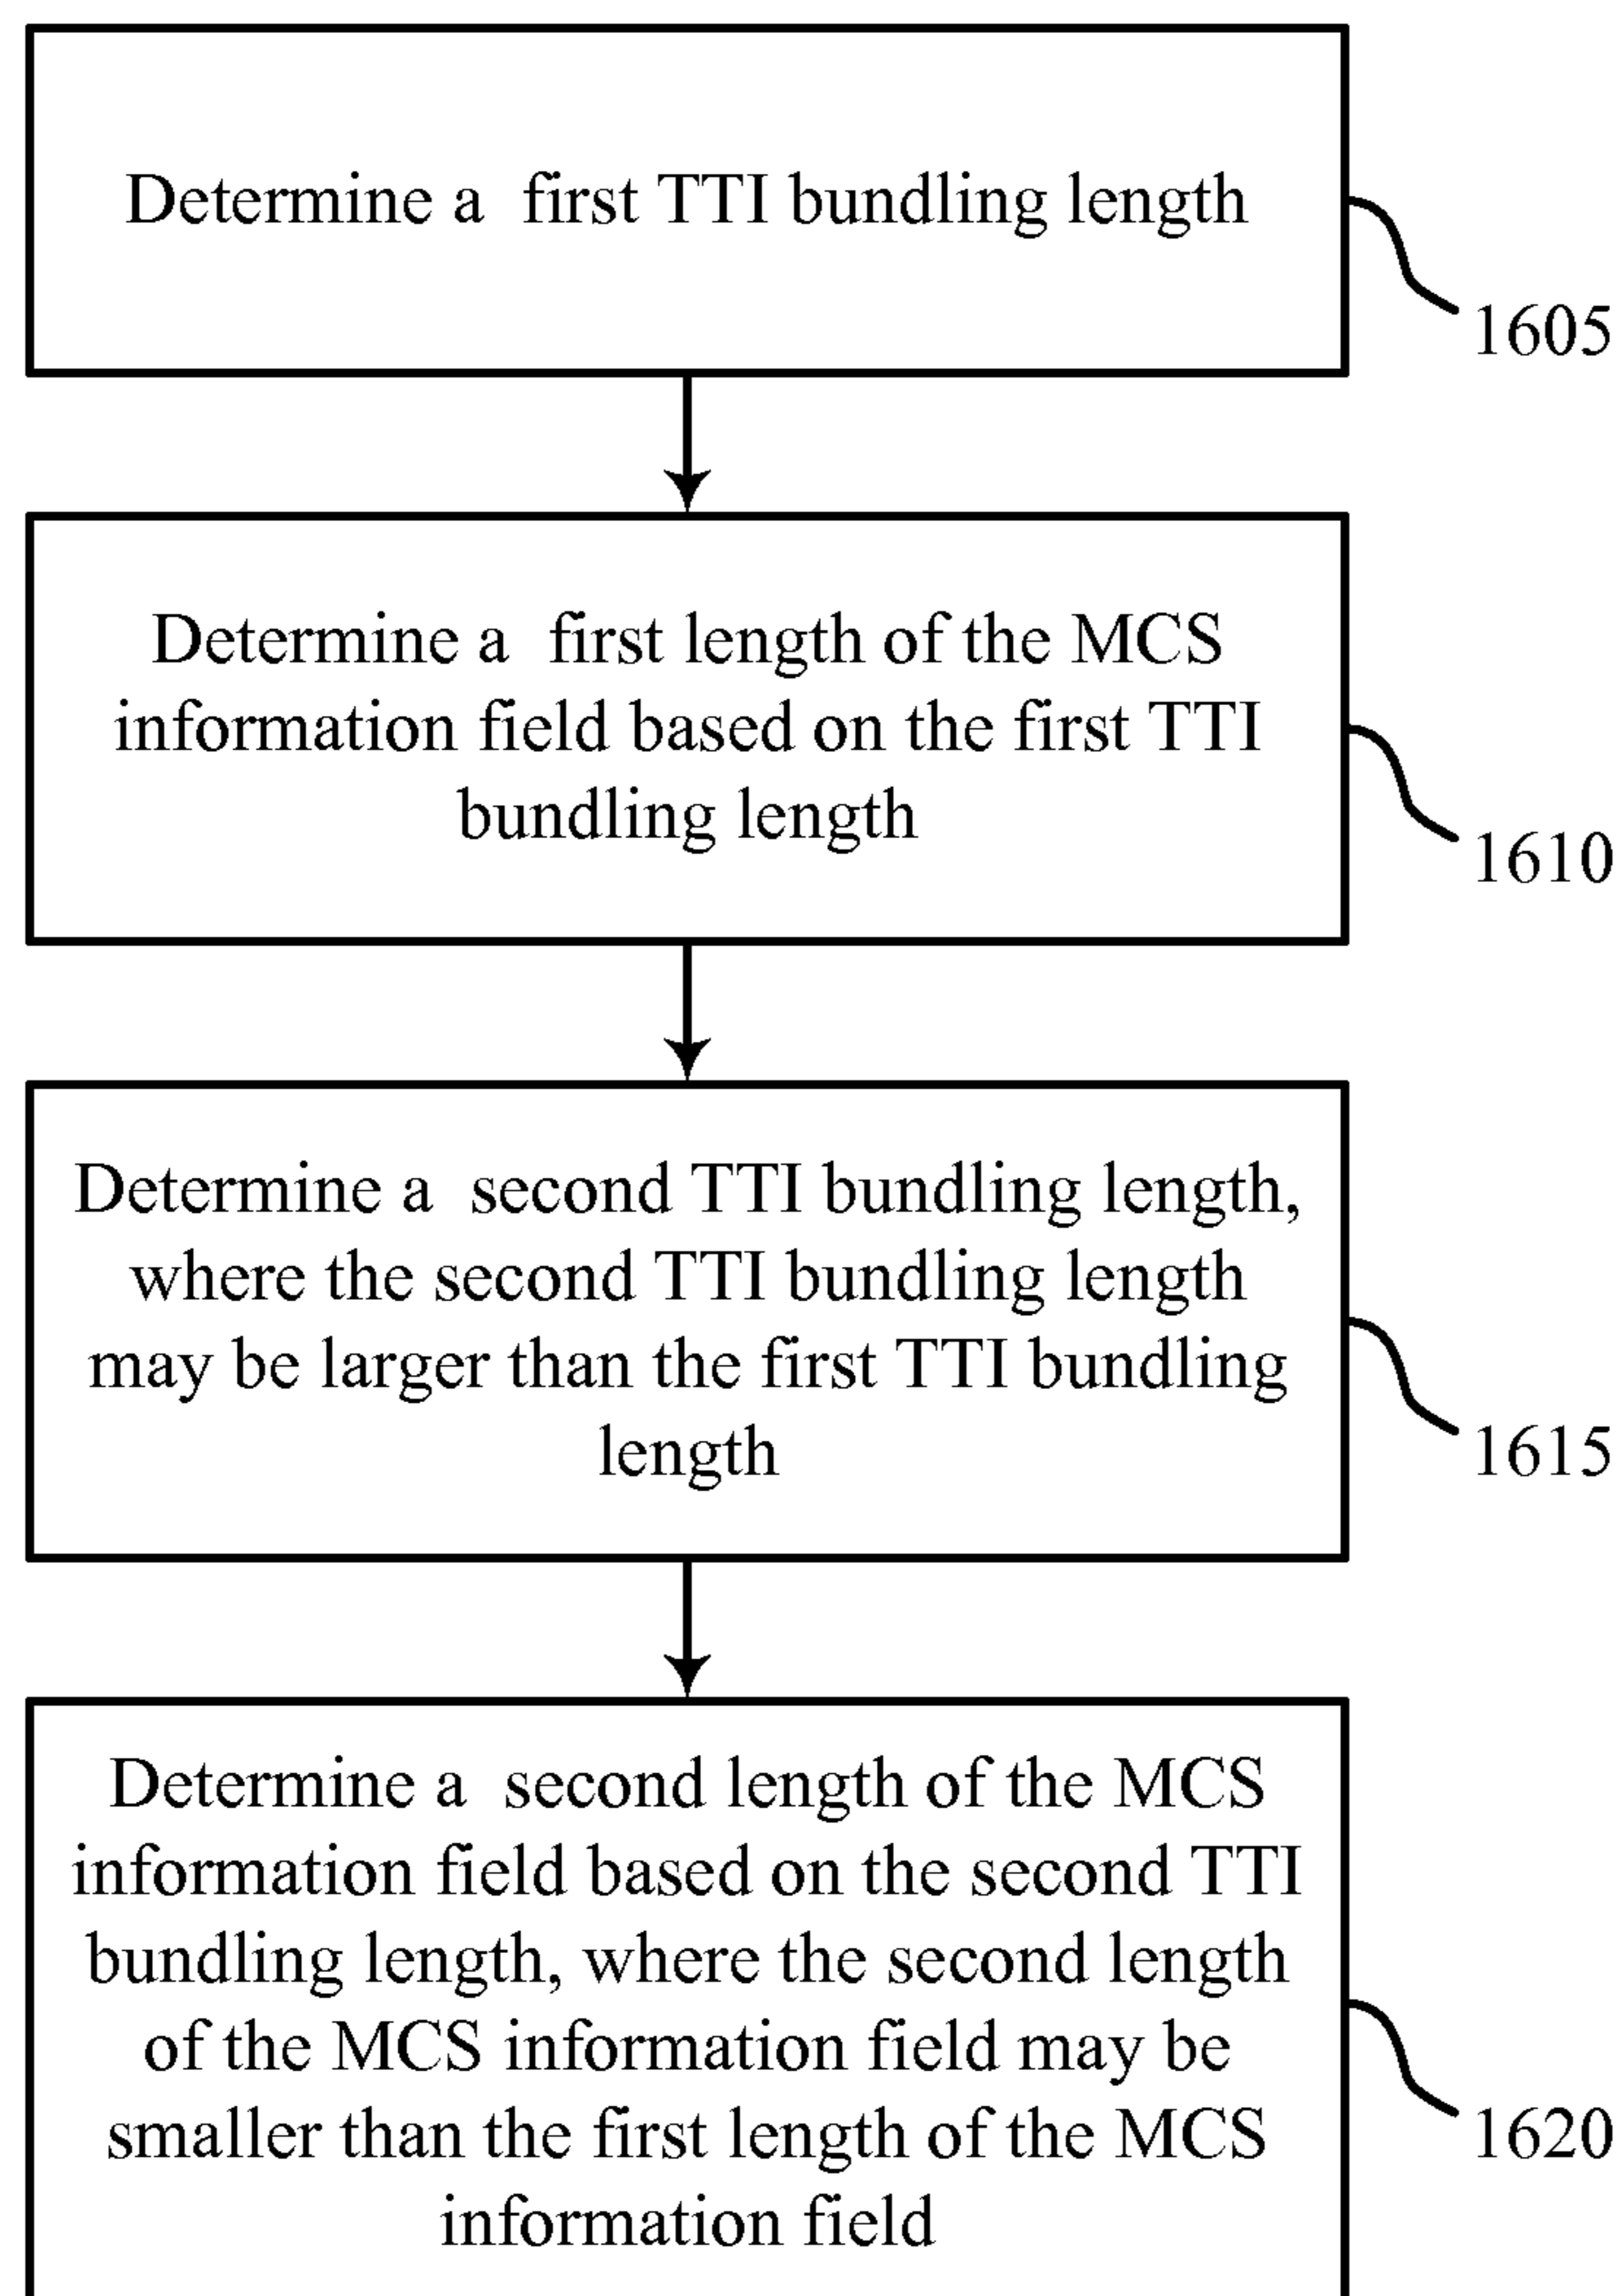 Determine a first TTI bundling length
1605
Determine a first length of the MCS
information field based on the first TTI
bundling length
1610
Determine a second TTI bundling length,
where the second TTI bundling length
may be larger than the first TTI bundling
length
1615
Determine a second length of the MCS
information field based on the second TTI
bundling length, where the second length
of the MCS information field may be
smaller than the first length of the MCS
information field
1620